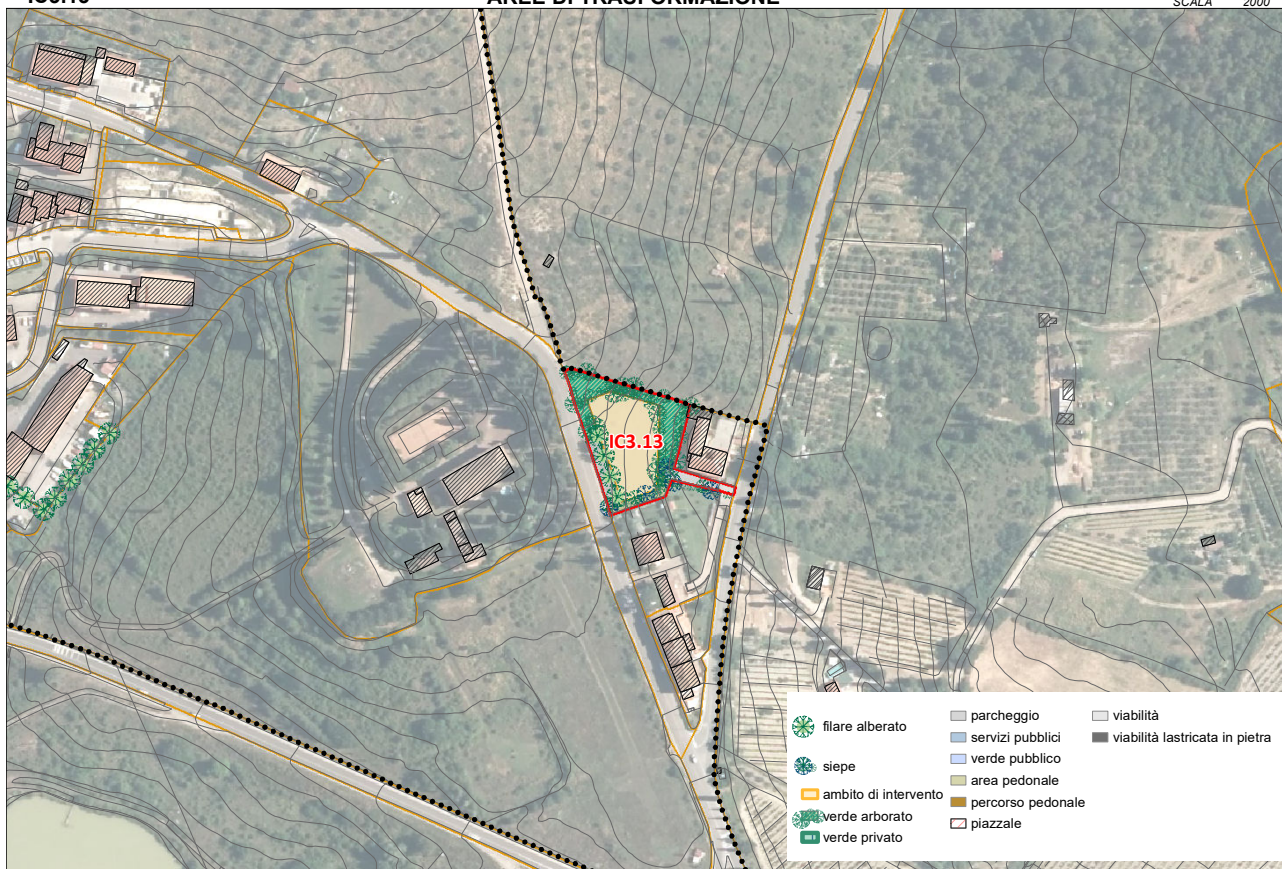 AREE DI TRASFORMAZIONE
SCALA 2000
IC3.13
filare alberato
siepe
ambito di intervento
verde arborato
verde privato
parcheggio
servizi pubblici
verde pubblico
area pedonale
percorso pedonale
piazzale
viabilità
viabilità lastricata in pietra